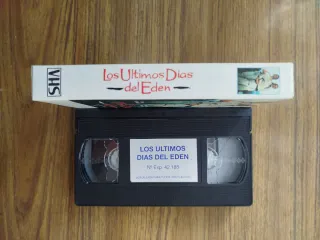 VHS
Los Ultimos Dias
del Eden
LOS ULTIMOS
DIAS DEL EDEN